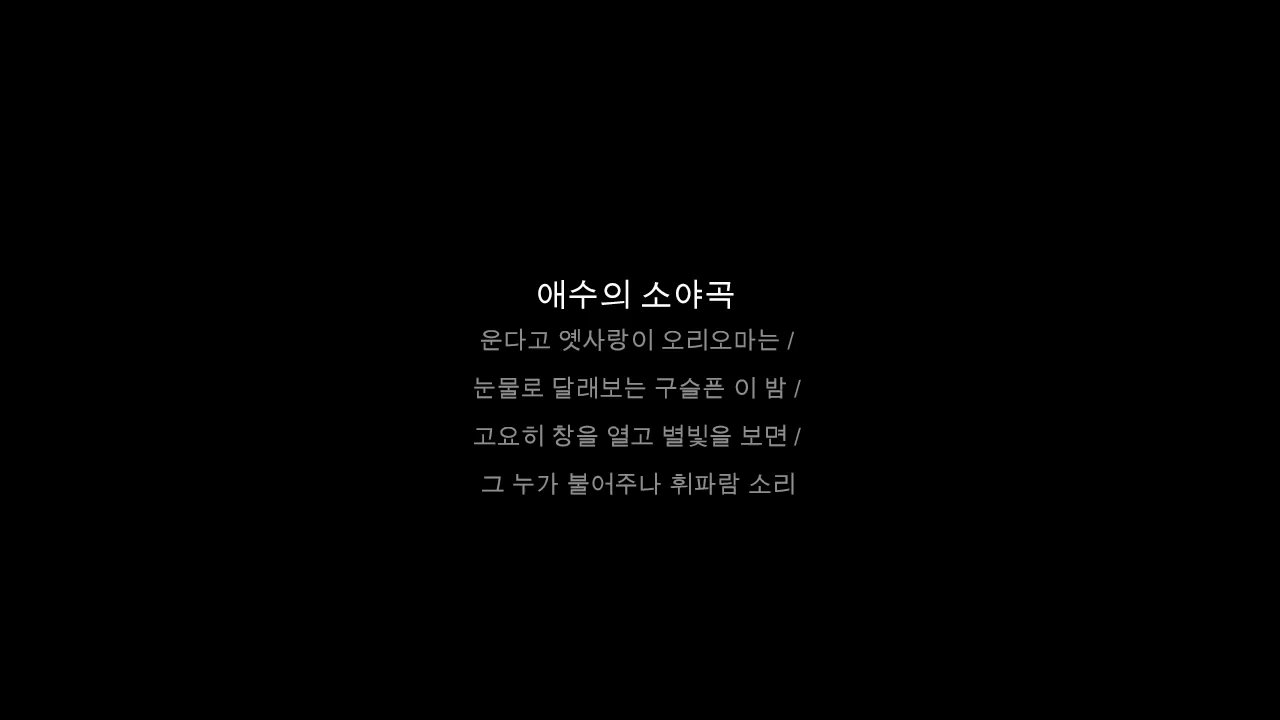 애수의 소야곡
운다고 옛사랑이 오리오마는 /
눈물로 달래보는 구슬픈 이 밤 /
고요히 창을 열고 별빛을 보면 /
그 누가 불어주나 휘파람 소리